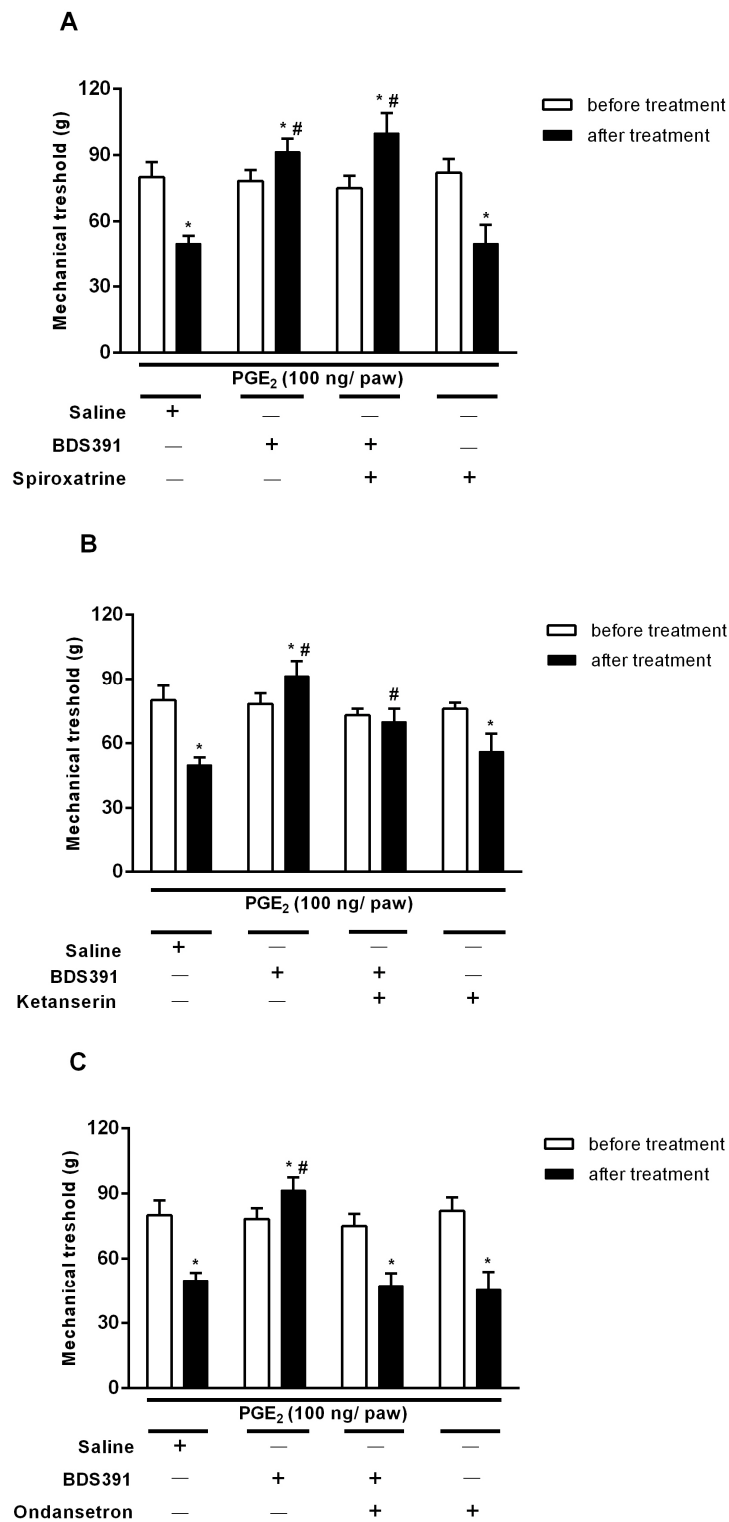 A
120
90
60
30
0
Mechanical treshold (g)
* * # * # *
before treatment
after treatment
PGE₂ (100 ng/ paw)
Saline + — — —
BDS391 — + + —
Spiroxatrine — — + +
B
120
90
60
30
0
Mechanical treshold (g)
* * # # *
before treatment
after treatment
PGE₂ (100 ng/ paw)
Saline + — — —
BDS391 — + + —
Ketanserin — — + +
C
120
90
60
30
0
Mechanical treshold (g)
* * # * *
before treatment
after treatment
PGE₂ (100 ng/ paw)
Saline + — — —
BDS391 — + + —
Ondansetron — — + +